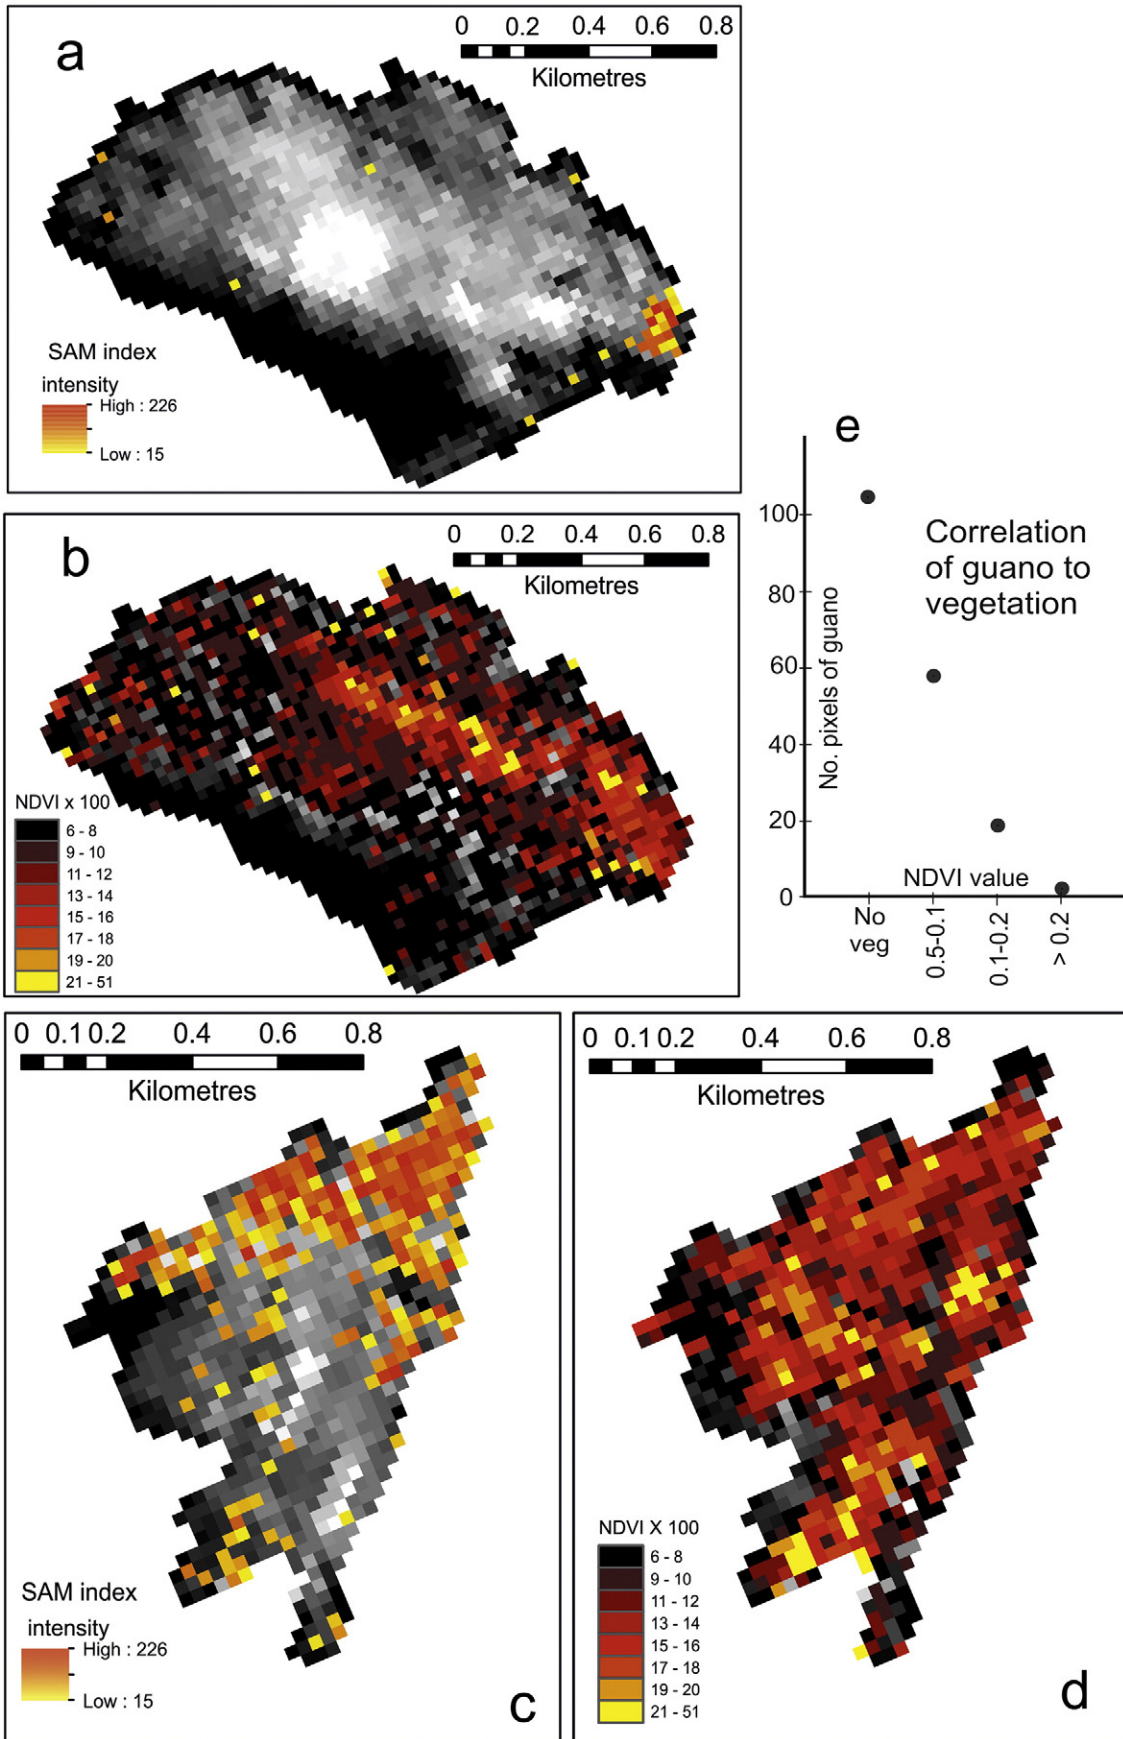 a
0 0.2 0.4 0.6 0.8
Kilometres
SAM index
intensity
High : 226
Low : 15
b
0 0.2 0.4 0.6 0.8
Kilometres
NDVI x 100
6 - 8
9 - 10
11 - 12
13 - 14
15 - 16
17 - 18
19 - 20
21 - 51
e
Correlation
of guano to
vegetation
No. pixels of guano
100
80
60
40
20
0
NDVI value
No
veg
0.5-0.1
0.1-0.2
> 0.2
0 0.1 0.2 0.4 0.6 0.8
Kilometres
SAM index
intensity
High : 226
Low : 15
c
0 0.1 0.2 0.4 0.6 0.8
Kilometres
NDVI X 100
6 - 8
9 - 10
11 - 12
13 - 14
15 - 16
17 - 18
19 - 20
21 - 51
d